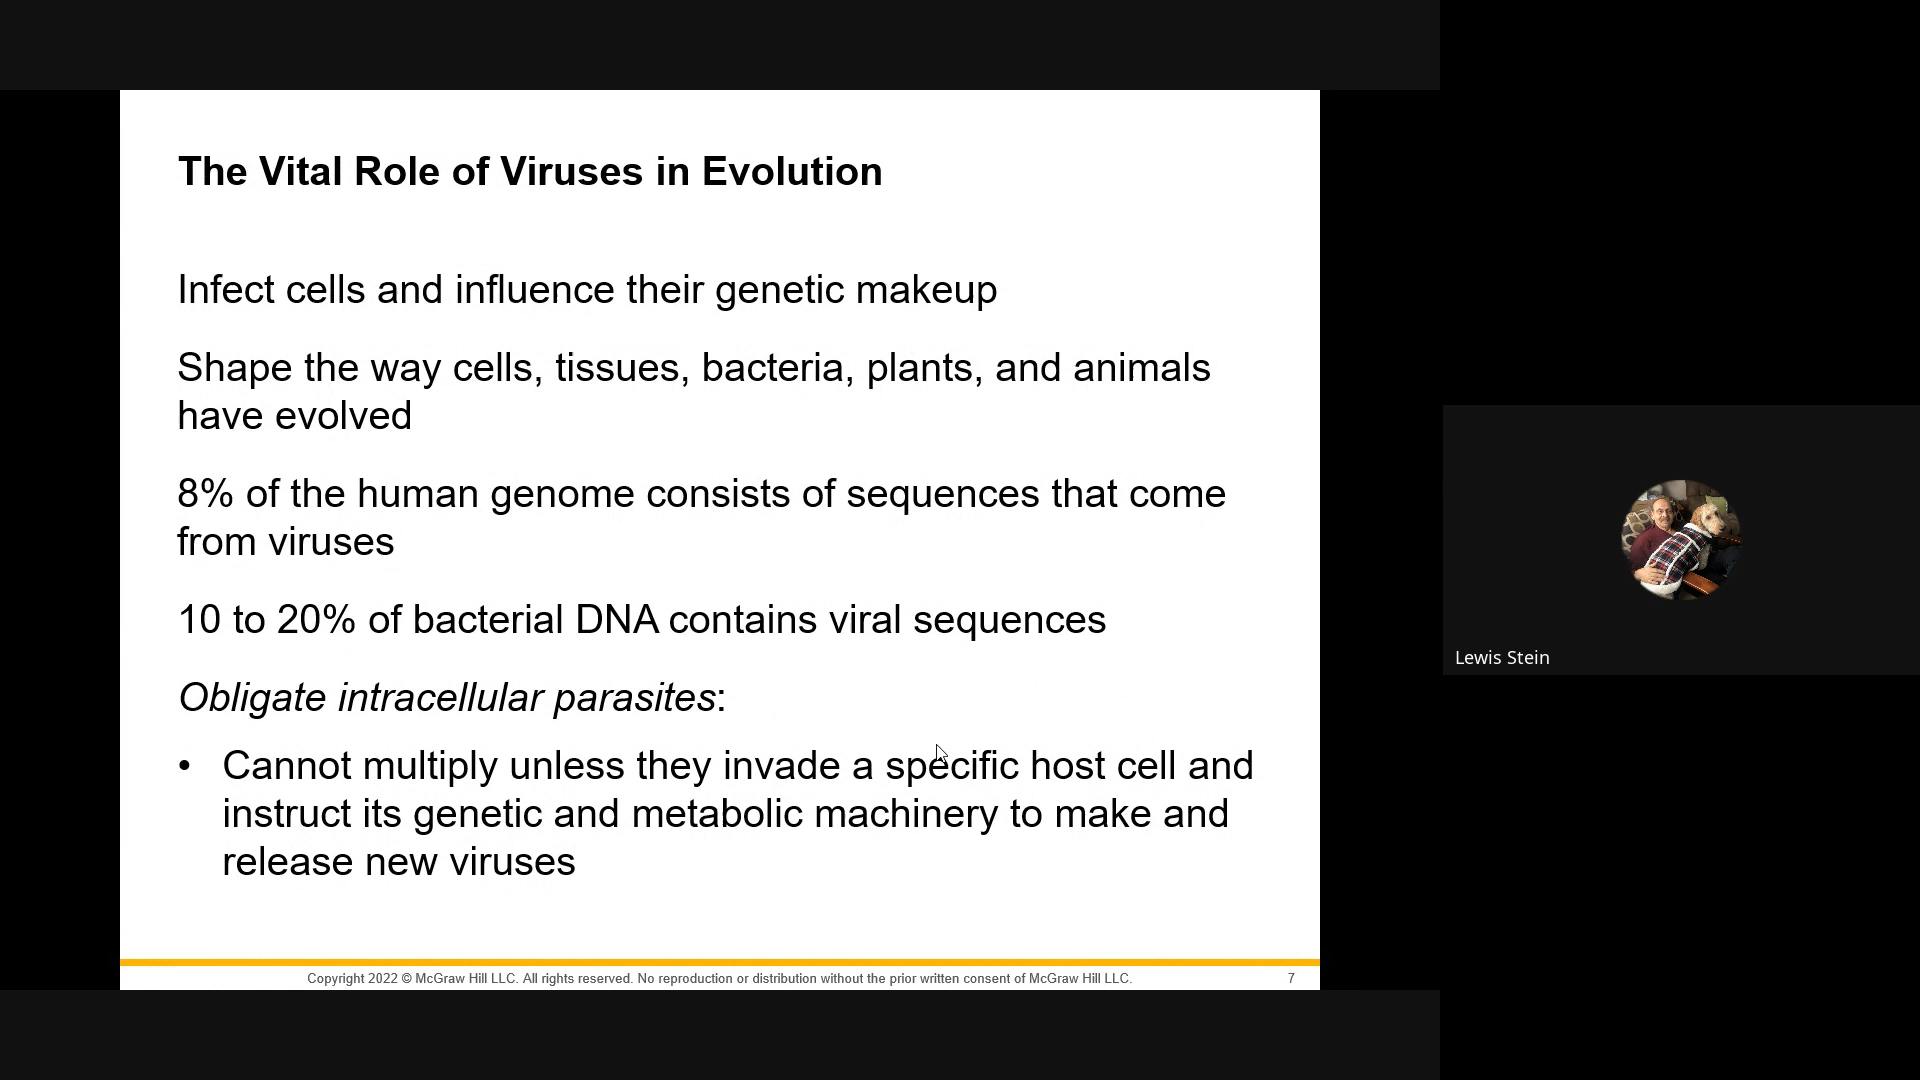 The Vital Role of Viruses in Evolution
Infect cells and influence their genetic makeup
Shape the way cells, tissues, bacteria, plants, and animals
have evolved
8% of the human genome consists of sequences that come
from viruses
10 to 20% of bacterial DNA contains viral sequences
Obligate intracellular parasites:
• Cannot multiply unless they invade a specific host cell and
instruct its genetic and metabolic machinery to make and
release new viruses
Copyright 2022 © McGraw Hill LLC. All rights reserved. No reproduction or distribution without the prior written consent of McGraw Hill LLC.
7
Lewis Stein